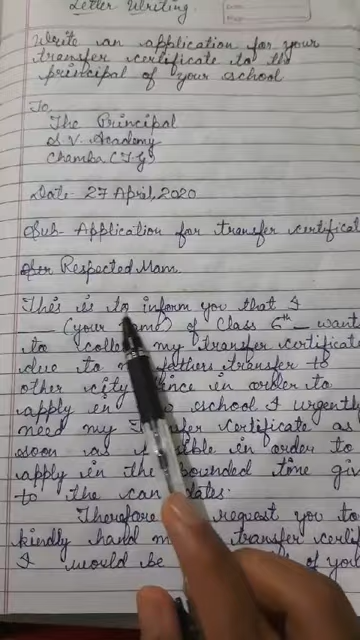 Letter Writing.
Write an application for your
transfer certificate to the
principal of your school
To
The Principal
S.V. Academy
Chamba (T.G)
Date- 27 April, 2020
Sub- Application for transfer certificat
Respected Mam.
This is to inform you that I
(your name) of Class 6th want
to collect my transfer certificate
due to my fathers transfer to
other city since in order to
apply in school I urgently
need my transfer certificate as
soon as possible in order to
apply in the bounded time giv
to the candidates.
Therefore request you to
kindly hand m transfer certif
I would be of you